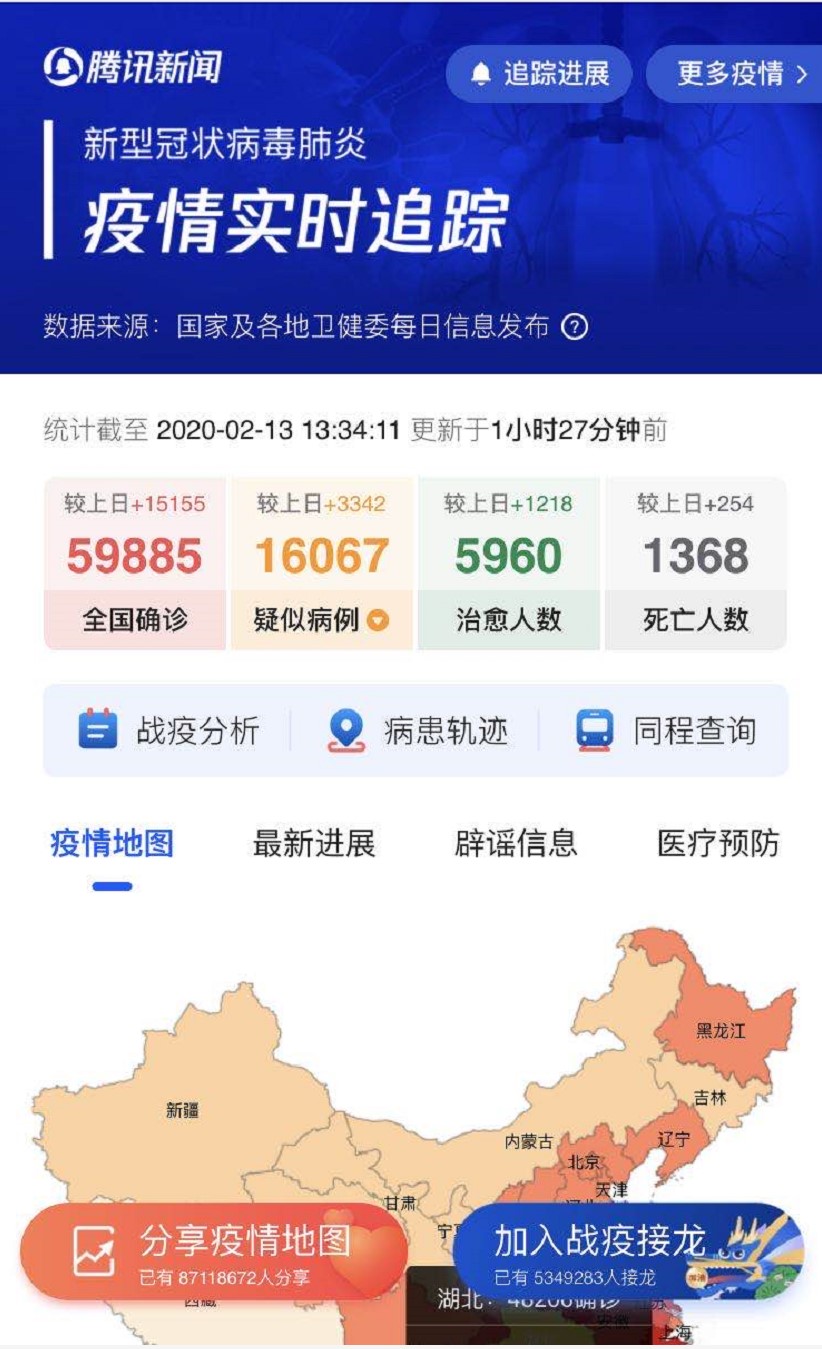 腾讯新闻
追踪进展
更多疫情 >
新型冠状病毒肺炎
疫情实时追踪
数据来源：国家及各地卫健委每日信息发布 ?
统计截至 2020-02-13 13:34:11 更新于1小时27分钟前
较上日+15155
59885
全国确诊
较上日+3342
16067
疑似病例
较上日+1218
5960
治愈人数
较上日+254
1368
死亡人数
战疫分析
病患轨迹
同程查询
疫情地图
最新进展
辟谣信息
医疗预防
黑龙江
吉林
新疆
辽宁
内蒙古
北京
天津
甘肃
分享疫情地图
已有 87118672人分享
加入战疫接龙
已有 5349283人接龙
西藏
湖北：48206确诊
安徽
上海